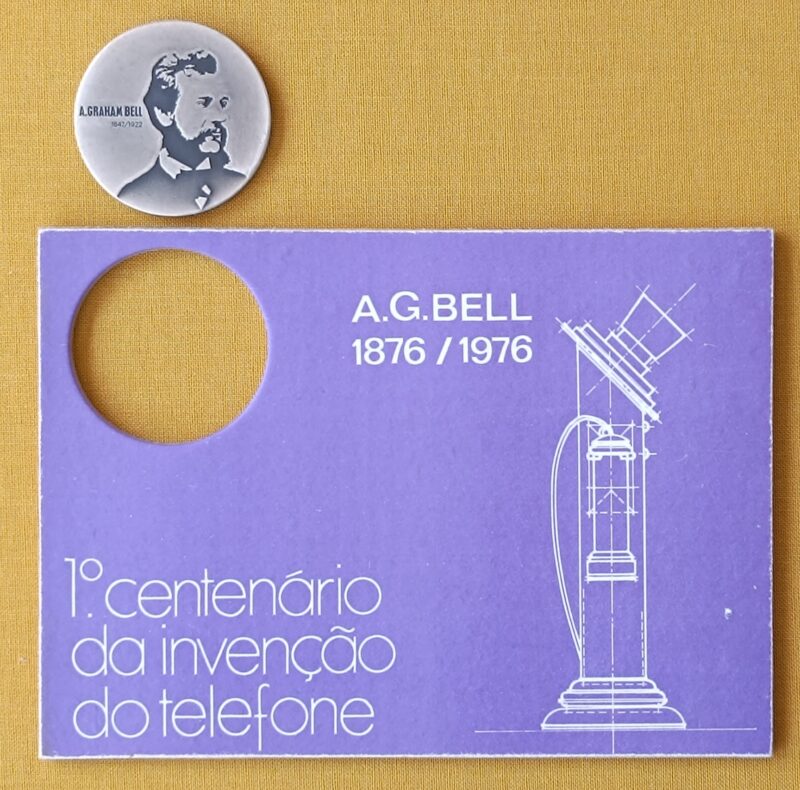 A.GRAHAM BELL
1847/1922
A.G.BELL
1876 / 1976
1º. centenário
da invenção
do telefone